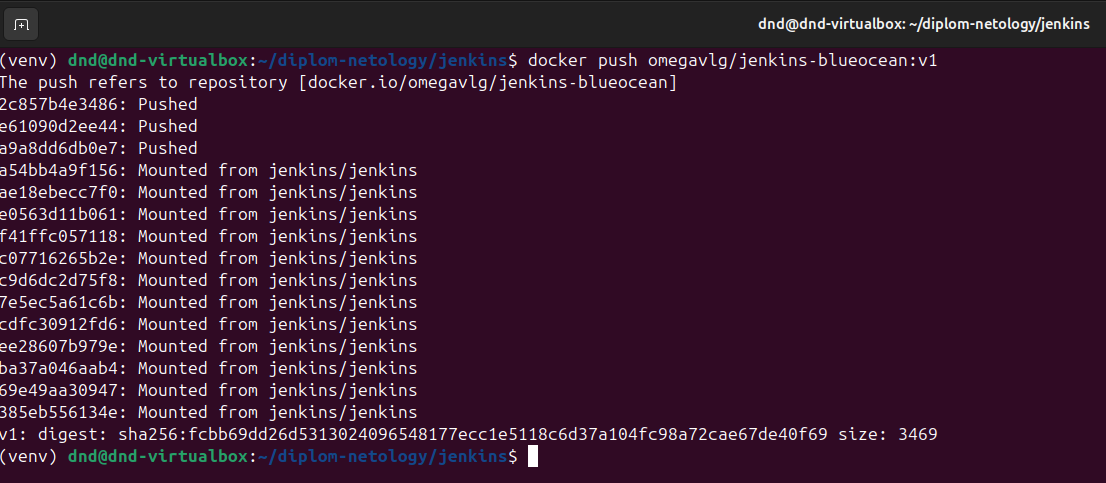 dnd@dnd-virtualbox: ~/diplom-netology/jenkins
(venv) dnd@dnd-virtualbox:~/diplom-netology/jenkins$ docker push omegavlg/jenkins-blueocean:v1
The push refers to repository [docker.io/omegavlg/jenkins-blueocean]
2c857b4e3486: Pushed
e61090d2ee44: Pushed
a9a8dd6db0e7: Pushed
a54bb4a9f156: Mounted from jenkins/jenkins
ae18ebecc7f0: Mounted from jenkins/jenkins
e0563d11b061: Mounted from jenkins/jenkins
f41ffc057118: Mounted from jenkins/jenkins
c07716265b2e: Mounted from jenkins/jenkins
c9d6dc2d75f8: Mounted from jenkins/jenkins
7e5ec5a61c6b: Mounted from jenkins/jenkins
cdfc30912fd6: Mounted from jenkins/jenkins
ee28607b979e: Mounted from jenkins/jenkins
ba37a046aab4: Mounted from jenkins/jenkins
69e49aa30947: Mounted from jenkins/jenkins
385eb556134e: Mounted from jenkins/jenkins
v1: digest: sha256:fcbb69dd26d5313024096548177ecc1e5118c6d37a104fc98a72cae67de40f69 size: 3469
(venv) dnd@dnd-virtualbox:~/diplom-netology/jenkins$